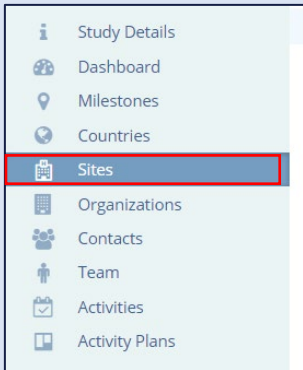 Study Details
Dashboard
Milestones
Countries
Sites
Organizations
Contacts
Team
Activities
Activity Plans